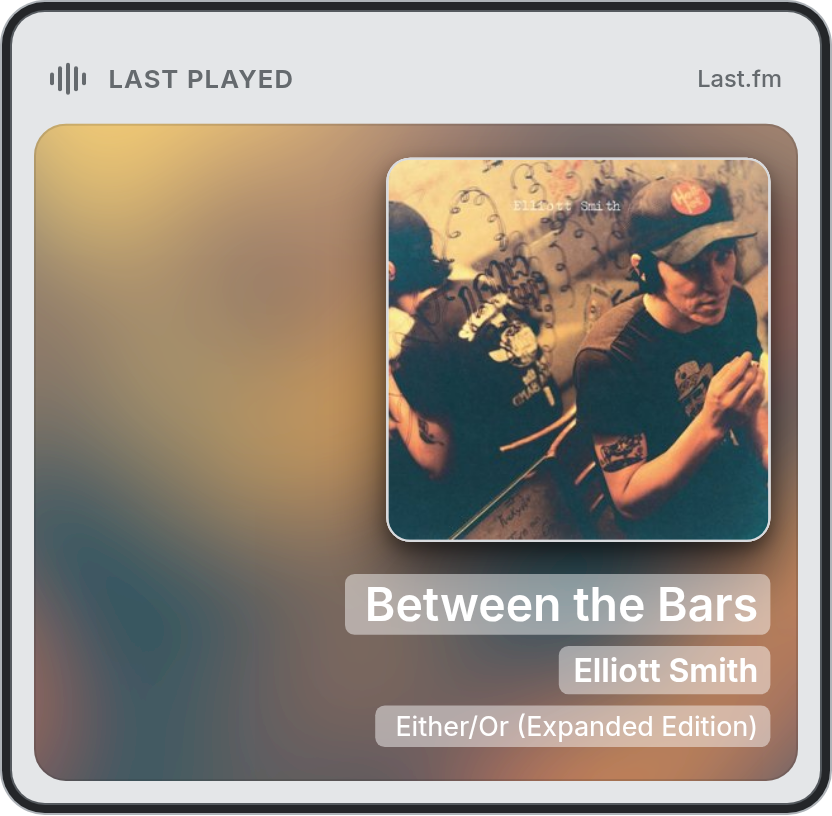 LAST PLAYED
Last.fm
Elliott Smith
Between the Bars
Elliott Smith
Either/Or (Expanded Edition)